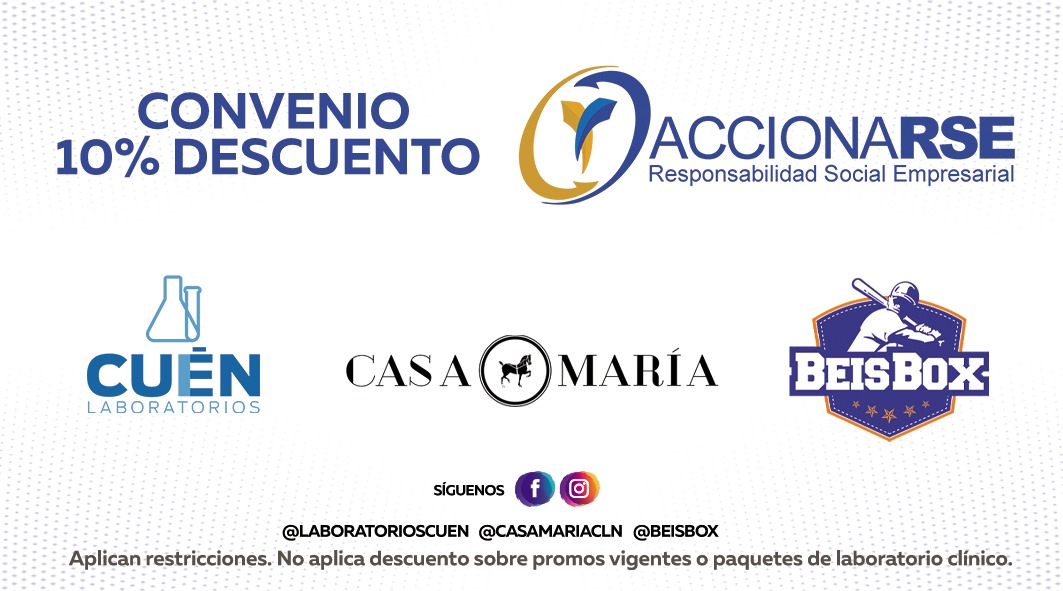 CONVENIO
10% DESCUENTO
ACCIONARSE
Responsabilidad Social Empresarial
CUÉN
LABORATORIOS
CASA MARÍA
BEISBOX
SÍGUENOS
@LABORATORIOSCUEN @CASAMARIACLN @BEISBOX
Aplican restricciones. No aplica descuento sobre promos vigentes o paquetes de laboratorio clínico.